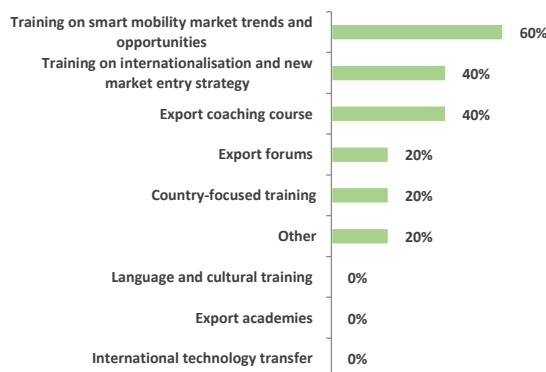 Training on smart mobility market trends and
opportunities
60%
Training on internationalisation and new
market entry strategy
40%
Export coaching course
40%
Export forums
20%
Country-focused training
20%
Other
20%
Language and cultural training
0%
Export academies
0%
International technology transfer
0%